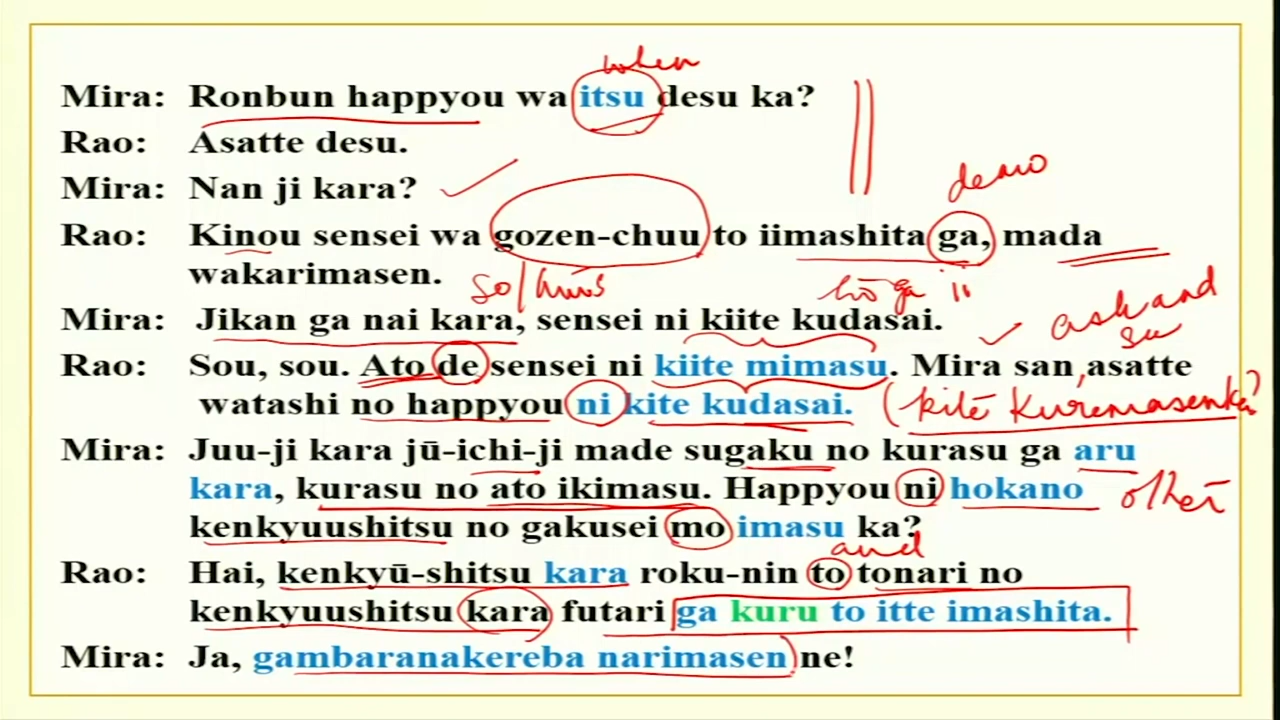 when
Mira: Ronbun happyou wa itsu desu ka?
Rao: Asatte desu.
Mira: Nan ji kara?
demo
Rao: Kinou sensei wa gozen-chuu to iimashita ga, mada
wakarimasen.
Mira: Jikan ga nai kara, sensei ni kiite kudasai.
ask and
Rao: Sou, sou. Ato de sensei ni kiite mimasu. Mira san, asatte
watashi no happyou ni kite kudasai. (kite kuremasenka?
Mira: Juu-ji kara jū-ichi-ji made sugaku no kurasu ga aru
kara, kurasu no ato ikimasu. Happyou ni hokano other
kenkyuushitsu no gakusei mo imasu ka?
and
Rao: Hai, kenkyū-shitsu kara roku-nin to tonari no
kenkyuushitsu kara futari ga kuru to itte imashita.
Mira: Ja, gambaranakereba narimasen ne!